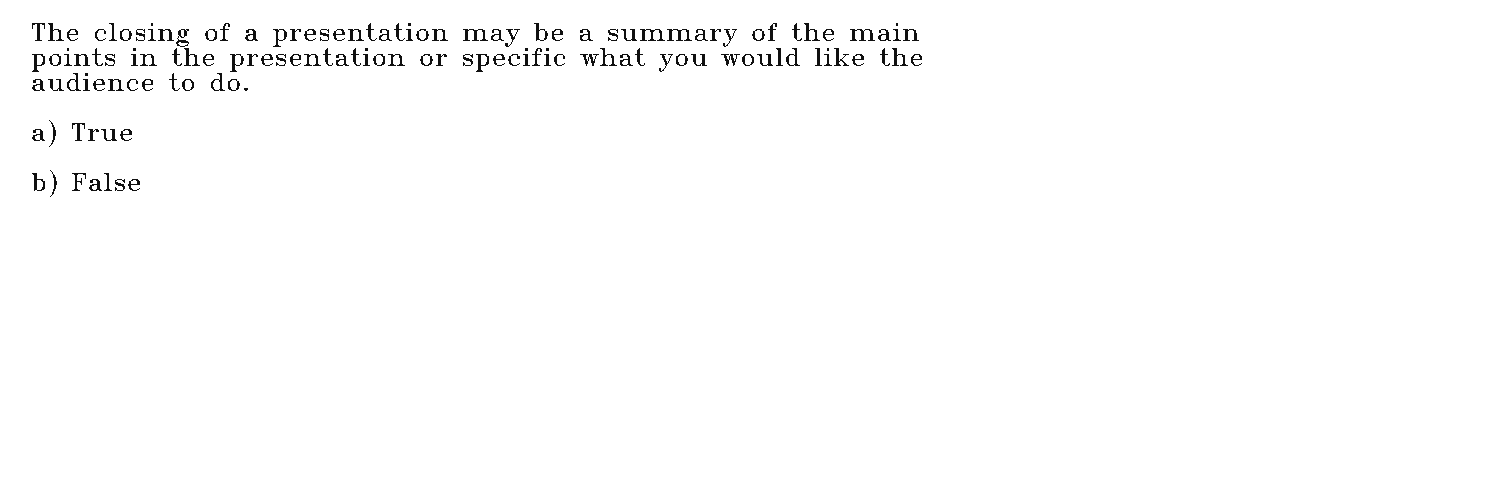 The closing of a presentation may be a summary of the main
points in the presentation or specific what you would like the
audience to do.
a) True
b) False